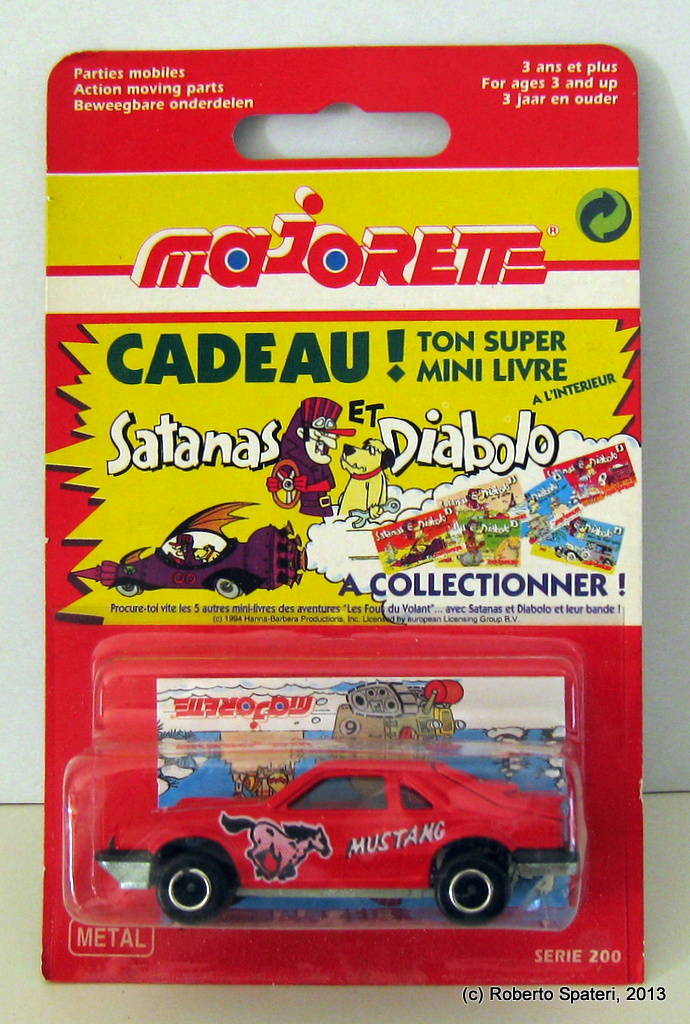 Parties mobiles
Action moving parts
Beweegbare onderdelen
3 ans et plus
For ages 3 and up
3 jaar en ouder
MAJORETTE ®
CADEAU ! TON SUPER
MINI LIVRE
A L'INTERIEUR
Satanas ET Diabolo
A COLLECTIONNER !
Procure-toi vite les 5 autres mini-livres des aventures "Les Fous du Volant"... avec Satanas et Diabolo et leur bande !
(c) 1994 Hanna-Barbera Productions, Inc. Licensed by european Licensing Group B.V.
MAJORETTE
MUSTANG
METAL
SERIE 200
(c) Roberto Spateri, 2013